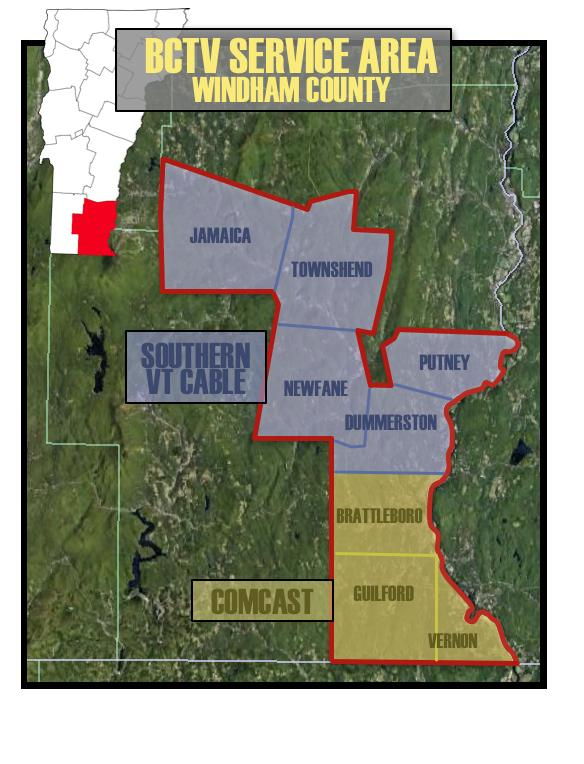 BCTV SERVICE AREA
WINDHAM COUNTY
JAMAICA
TOWNSHEND
SOUTHERN
VT CABLE
PUTNEY
NEWFANE
DUMMERSTON
BRATTLEBORO
COMCAST
GUILFORD
VERNON